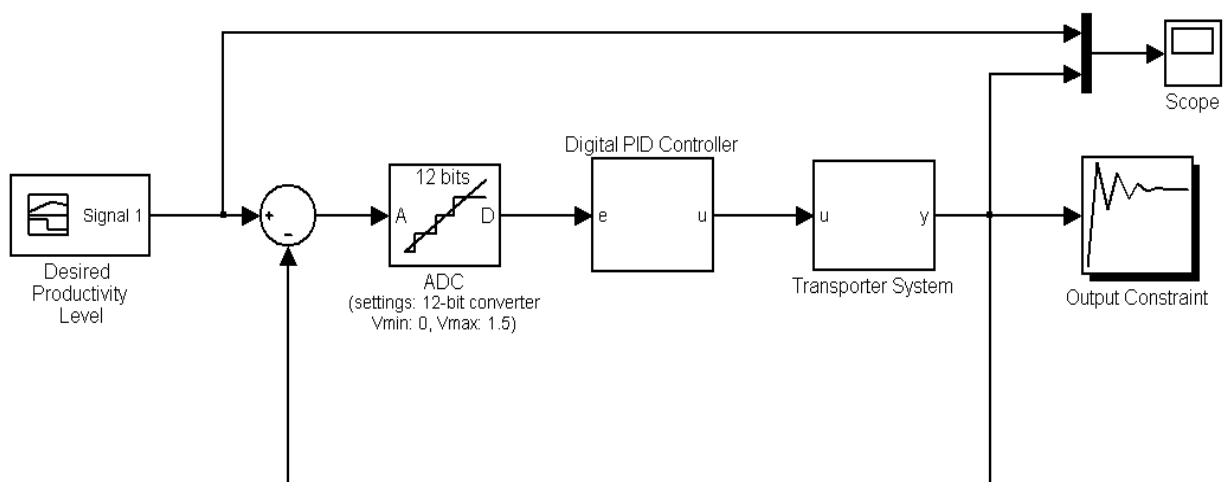 Scope
Digital PID Controller
Signal 1
+
-
12 bits
A
D
e
u
u
y
Desired
Productivity
Level
ADC
(settings: 12-bit converter
Vmin: 0, Vmax: 1.5)
Transporter System
Output Constraint